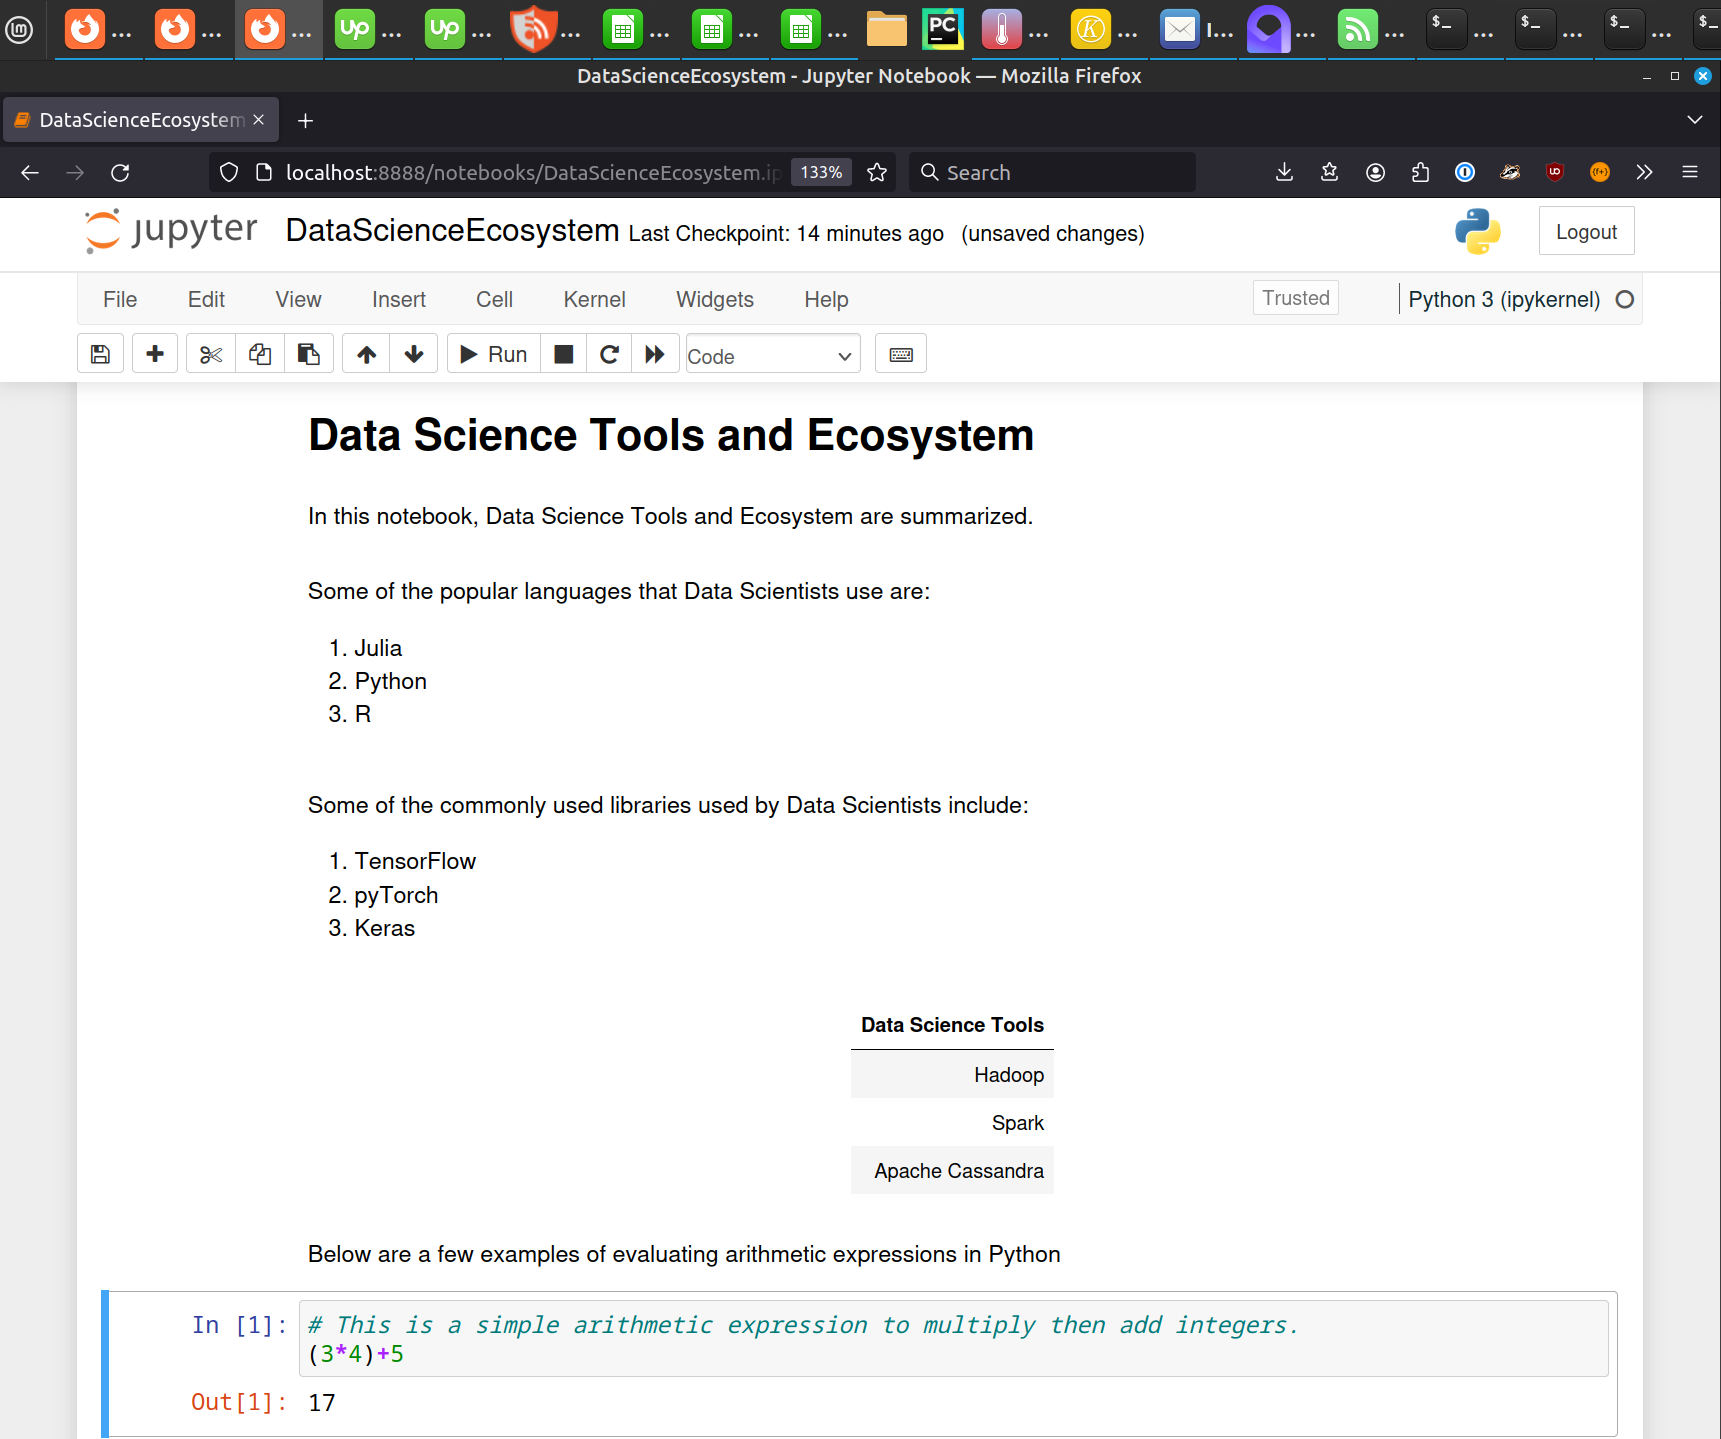 DataScienceEcosystem - Jupyter Notebook — Mozilla Firefox
DataScienceEcosystem
localhost:8888/notebooks/DataScienceEcosystem.ip
133%
Search
jupyter
DataScienceEcosystem Last Checkpoint: 14 minutes ago (unsaved changes)
Logout
File Edit View Insert Cell Kernel Widgets Help
Trusted
Python 3 (ipykernel)
Run
Code
Data Science Tools and Ecosystem
In this notebook, Data Science Tools and Ecosystem are summarized.
Some of the popular languages that Data Scientists use are:
1. Julia
2. Python
3. R
Some of the commonly used libraries used by Data Scientists include:
1. TensorFlow
2. pyTorch
3. Keras
Data Science Tools
Hadoop
Spark
Apache Cassandra
Below are a few examples of evaluating arithmetic expressions in Python
In [1]: # This is a simple arithmetic expression to multiply then add integers.
(3*4)+5
Out[1]: 17